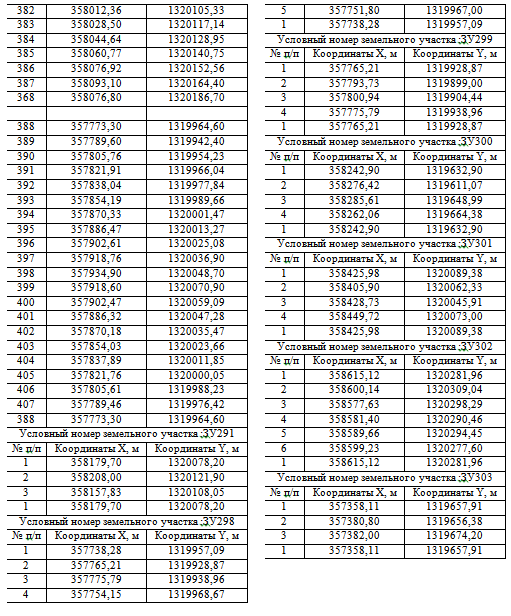 382 358012,36 1320105,33
383 358028,50 1320117,14
384 358044,64 1320128,95
385 358060,77 1320140,75
386 358076,92 1320152,56
387 358093,10 1320164,40
368 358076,80 1320186,70
388 357773,30 1319964,60
389 357789,60 1319942,40
390 357805,76 1319954,23
391 357821,91 1319966,04
392 357838,04 1319977,84
393 357854,19 1319989,66
394 357870,33 1320001,47
395 357886,47 1320013,27
396 357902,61 1320025,08
397 357918,76 1320036,90
398 357934,90 1320048,70
399 357918,60 1320070,90
400 357902,47 1320059,09
401 357886,32 1320047,28
402 357870,18 1320035,47
403 357854,03 1320023,66
404 357837,89 1320011,85
405 357821,76 1320000,05
406 357805,61 1319988,23
407 357789,46 1319976,42
388 357773,30 1319964,60
Условный номер земельного участка :ЗУ291
№ п/п Координаты X, м Координаты Y, м
1 358179,70 1320078,20
2 358208,00 1320121,90
3 358157,83 1320108,05
1 358179,70 1320078,20
Условный номер земельного участка :ЗУ298
№ п/п Координаты X, м Координаты Y, м
1 357738,28 1319957,09
2 357765,21 1319928,87
3 357775,79 1319938,96
4 357754,15 1319968,67
5 357751,80 1319967,00
1 357738,28 1319957,09
Условный номер земельного участка :ЗУ299
№ п/п Координаты X, м Координаты Y, м
1 357765,21 1319928,87
2 357793,73 1319899,00
3 357800,94 1319904,44
4 357775,79 1319938,96
1 357765,21 1319928,87
Условный номер земельного участка :ЗУ300
№ п/п Координаты X, м Координаты Y, м
1 358242,90 1319632,90
2 358276,42 1319611,07
3 358285,61 1319648,99
4 358262,06 1319664,38
1 358242,90 1319632,90
Условный номер земельного участка :ЗУ301
№ п/п Координаты X, м Координаты Y, м
1 358425,98 1320089,38
2 358405,90 1320062,33
3 358428,73 1320045,91
4 358449,72 1320073,00
1 358425,98 1320089,38
Условный номер земельного участка :ЗУ302
№ п/п Координаты X, м Координаты Y, м
1 358615,12 1320281,96
2 358600,14 1320309,04
3 358577,63 1320298,29
4 358581,40 1320290,46
5 358589,66 1320294,45
6 358599,23 1320277,60
1 358615,12 1320281,96
Условный номер земельного участка :ЗУ303
№ п/п Координаты X, м Координаты Y, м
1 357358,11 1319657,91
2 357380,80 1319656,38
3 357382,00 1319674,20
1 357358,11 1319657,91